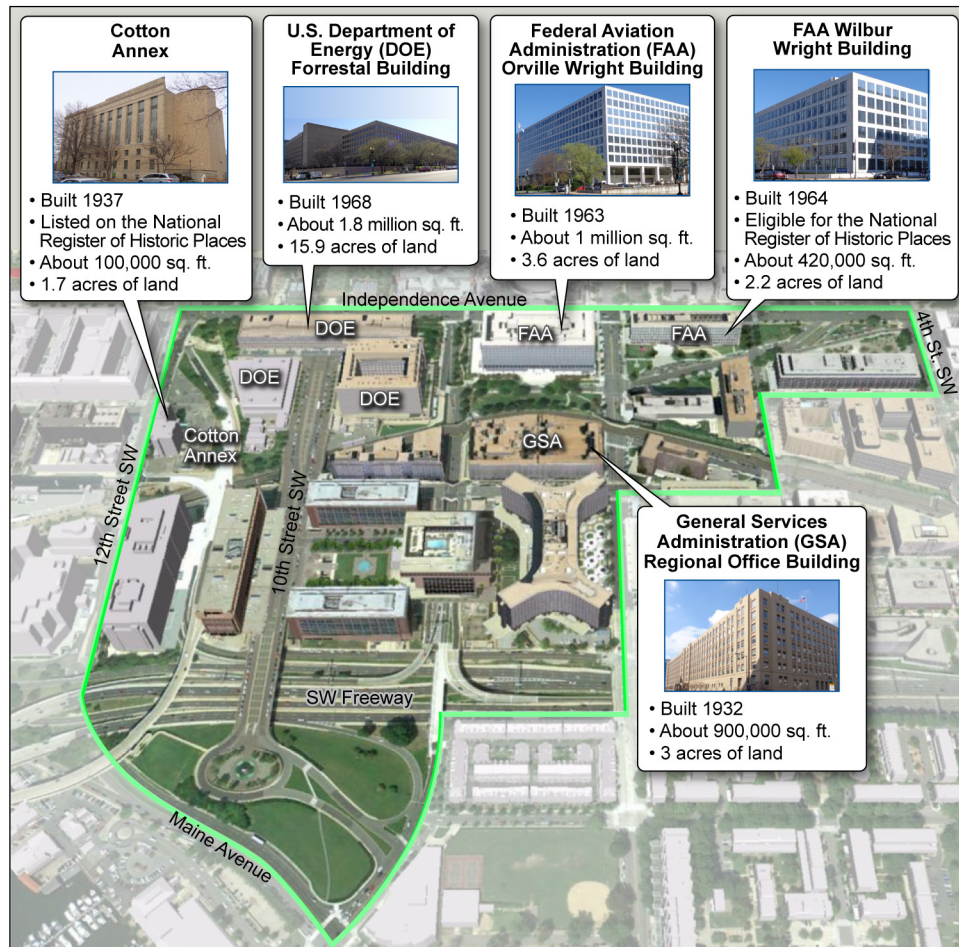 Cotton
Annex
• Built 1937
• Listed on the National
Register of Historic Places
• About 100,000 sq. ft.
• 1.7 acres of land
U.S. Department of
Energy (DOE)
Forrestal Building
• Built 1968
• About 1.8 million sq. ft.
• 15.9 acres of land
Federal Aviation
Administration (FAA)
Orville Wright Building
• Built 1963
• About 1 million sq. ft.
• 3.6 acres of land
FAA Wilbur
Wright Building
• Built 1964
• Eligible for the National
Register of Historic Places
• About 420,000 sq. ft.
• 2.2 acres of land
Independence Avenue
4th St. SW
DOE
FAA
FAA
DOE
DOE
Cotton
Annex
GSA
12th Street SW
10th Street SW
General Services
Administration (GSA)
Regional Office Building
• Built 1932
• About 900,000 sq. ft.
• 3 acres of land
SW Freeway
Maine Avenue